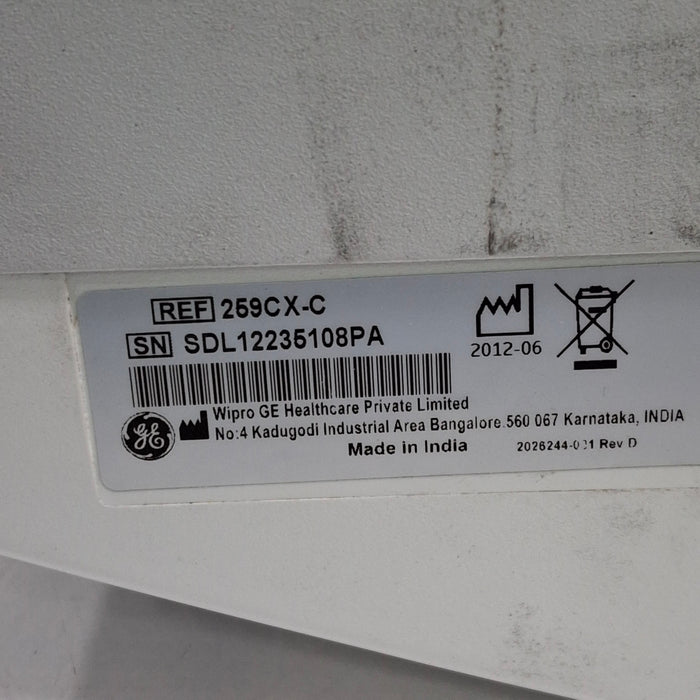 REF 259CX-C
SN SDL12235108PA
2012-06
GE
Wipro GE Healthcare Private Limited
No:4 Kadugodi Industrial Area Bangalore 560 067 Karnataka, INDIA
Made in India
Rev D